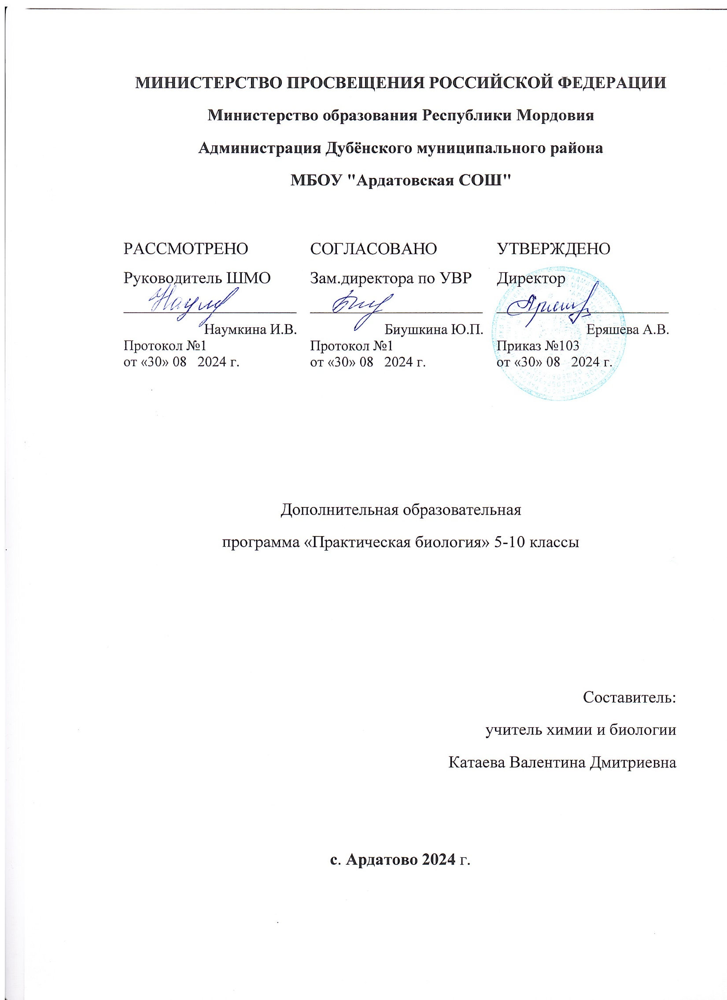 МИНИСТЕРСТВО ПРОСВЕЩЕНИЯ РОССИЙСКОЙ ФЕДЕРАЦИИ
Министерство образования Республики Мордовия
Администрация Дубёнского муниципального района
МБОУ "Ардатовская СОШ"
РАССМОТРЕНО
Руководитель ШМО
Наумкина И.В.
Протокол №1
от «30» 08 2024 г.
СОГЛАСОВАНО
Зам.директора по УВР
Биушкина Ю.П.
Протокол №1
от «30» 08 2024 г.
УТВЕРЖДЕНО
Директор
Еряшева А.В.
Приказ №103
от «30» 08 2024 г.
Дополнительная образовательная
программа «Практическая биология» 5-10 классы
Составитель:
учитель химии и биологии
Катаева Валентина Дмитриевна
с. Ардатово 2024 г.